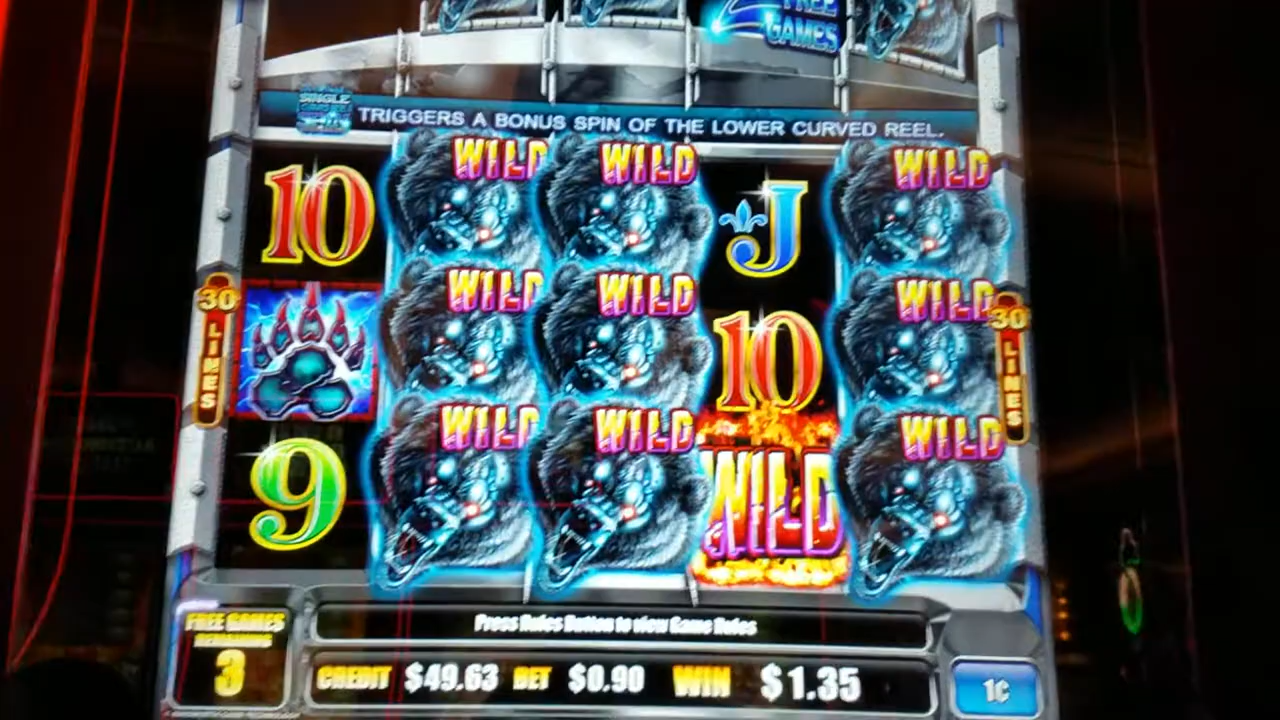 FREE
GAMES
SINGLE
TRIGGERS A BONUS SPIN OF THE LOWER CURVED REEL.
10 WILD WILD J WILD
30 LINES WILD WILD 10 WILD 30 LINES
9 WILD WILD WILD WILD
FREE GAMES
REMAINING
3
Press Rules Button to view Game Rules
CREDIT $49.63 BET $0.90 WIN $1.35
1¢